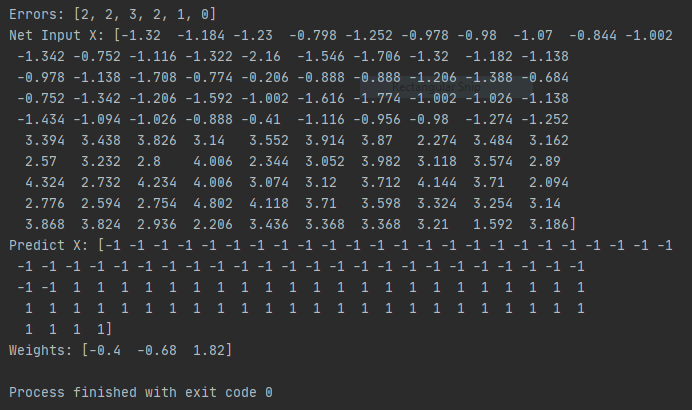 Errors: [2, 2, 3, 2, 1, 0]
Net Input X: [-1.32  -1.184 -1.23  -0.798 -1.252 -0.978 -0.98  -1.07  -0.844 -1.002
 -1.342 -0.752 -1.116 -1.322 -2.16  -1.546 -1.706 -1.32  -1.182 -1.138
 -0.978 -1.138 -1.708 -0.774 -0.206 -0.888 -0.888 -1.206 -1.388 -0.684
 -0.752 -1.342 -1.206 -1.592 -1.002 -1.616 -1.774 -1.002 -1.026 -1.138
 -1.434 -1.094 -1.026 -0.888 -0.41  -1.116 -0.956 -0.98  -1.274 -1.252
  3.394  3.438  3.826  3.14   3.552  3.914  3.87   2.274  3.484  3.162
  2.57   3.232  2.8    4.006  2.344  3.052  3.982  3.118  3.574  2.89
  4.324  2.732  4.234  4.006  3.074  3.12   3.712  4.144  3.71   2.094
  2.776  2.594  2.754  4.802  4.118  3.71   3.598  3.324  3.254  3.14
  3.868  3.824  2.936  2.206  3.436  3.368  3.368  3.21   1.592  3.186]
Predict X: [-1 -1 -1 -1 -1 -1 -1 -1 -1 -1 -1 -1 -1 -1 -1 -1 -1 -1 -1 -1 -1 -1 -1 -1
 -1 -1 -1 -1 -1 -1 -1 -1 -1 -1 -1 -1 -1 -1 -1 -1 -1 -1 -1 -1 -1 -1 -1 -1
 -1 -1  1  1  1  1  1  1  1  1  1  1  1  1  1  1  1  1  1  1  1  1  1  1
  1  1  1  1  1  1  1  1  1  1  1  1  1  1  1  1  1  1  1  1  1  1  1  1
  1  1  1  1]
Weights: [-0.4  -0.68  1.82]
Process finished with exit code 0
Rectangular Snip